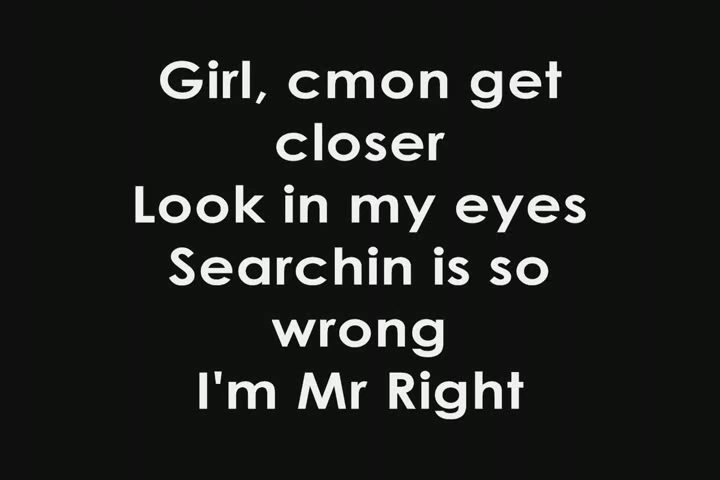 Girl, cmon get
closer
Look in my eyes
Searchin is so
wrong
I'm Mr Right